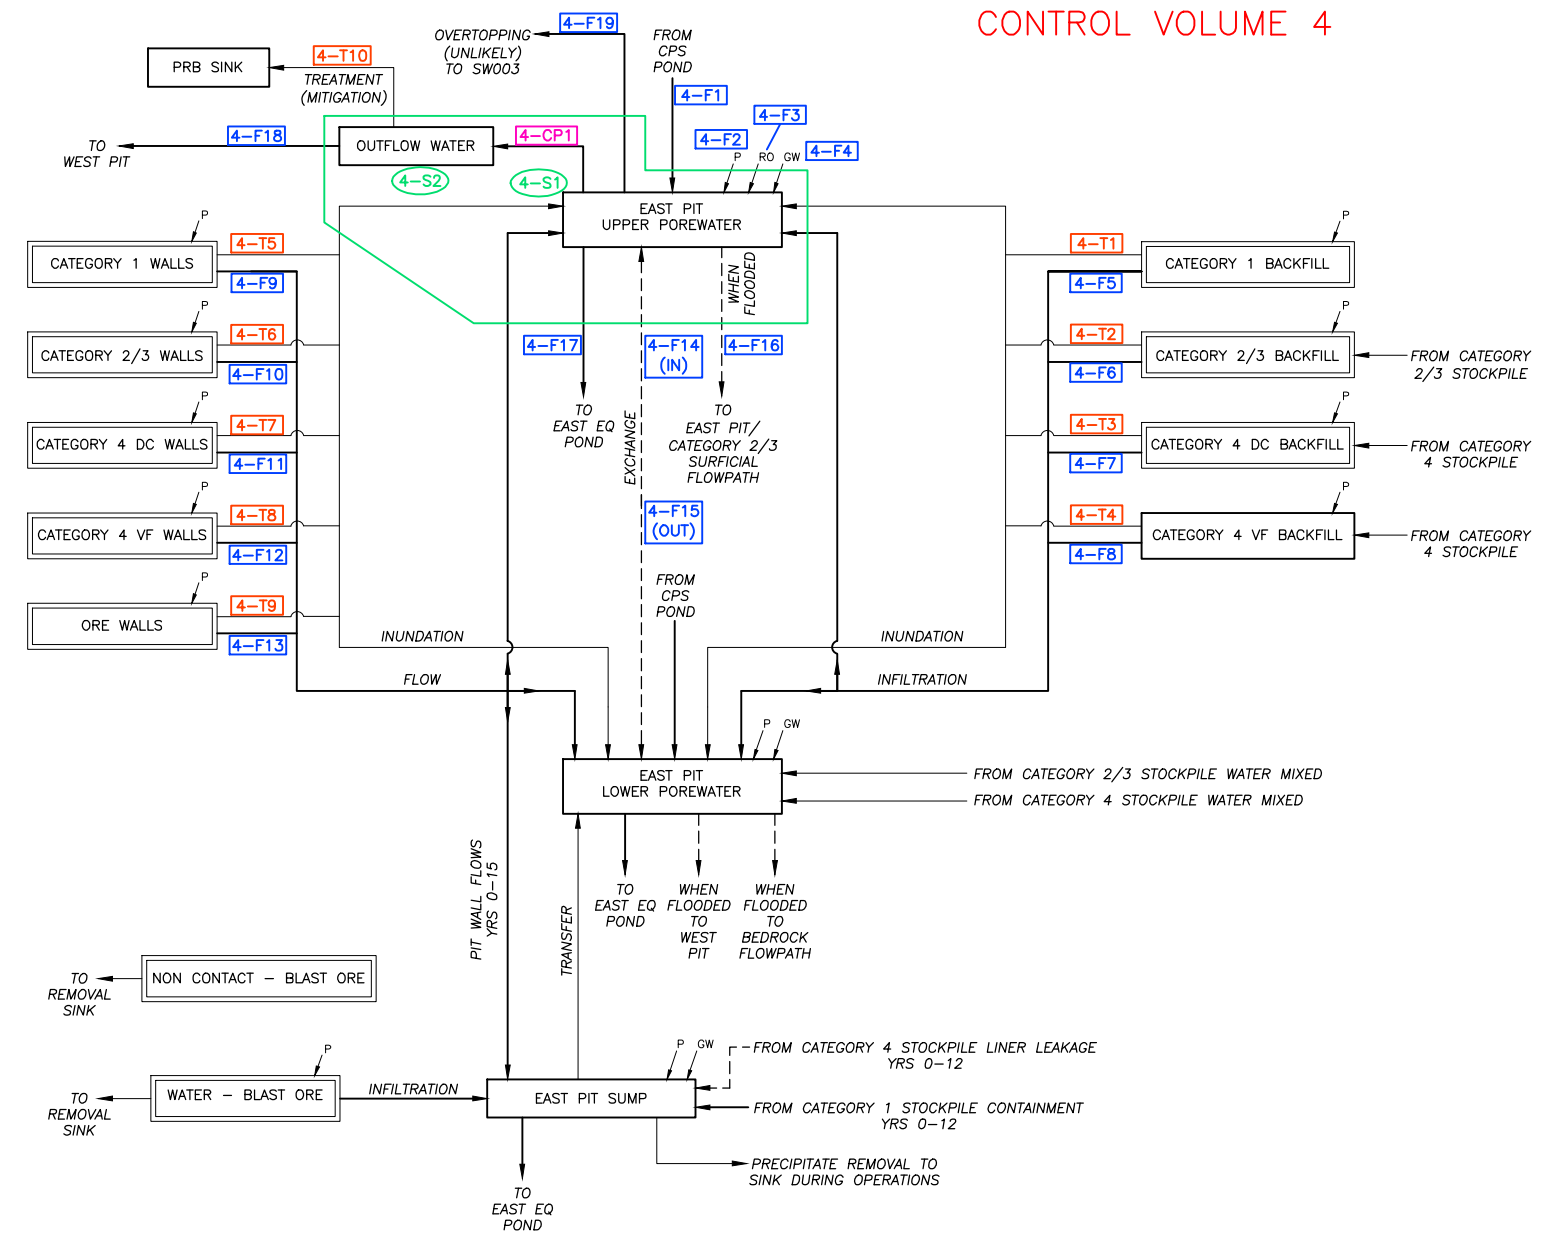 CONTROL VOLUME 4
4-F19
OVERTOPPING
(UNLIKELY)
TO SW003
FROM
CPS
POND
4-F1
4-T10
PRB SINK
TREATMENT
(MITIGATION)
4-F18
TO
WEST PIT
OUTFLOW WATER
4-CP1
4-S2
4-S1
4-F2
4-F3
4-F4
P
RO
GW
EAST PIT
UPPER POREWATER
P
4-T5
CATEGORY 1 WALLS
4-F9
P
4-T6
CATEGORY 2/3 WALLS
4-F10
P
4-T7
CATEGORY 4 DC WALLS
4-F11
P
4-T8
CATEGORY 4 VF WALLS
4-F12
P
4-T9
ORE WALLS
4-F13
P
4-T1
CATEGORY 1 BACKFILL
4-F5
P
4-T2
CATEGORY 2/3 BACKFILL
4-F6
FROM CATEGORY
2/3 STOCKPILE
P
4-T3
CATEGORY 4 DC BACKFILL
4-F7
FROM CATEGORY
4 STOCKPILE
P
4-T4
CATEGORY 4 VF BACKFILL
4-F8
FROM CATEGORY
4 STOCKPILE
WHEN
FLOODED
4-F17
4-F14
(IN)
4-F16
TO
EAST EQ
POND
EXCHANGE
TO
EAST PIT/
CATEGORY 2/3
SURFICIAL
FLOWPATH
4-F15
(OUT)
FROM
CPS
POND
INUNDATION
INUNDATION
FLOW
INFILTRATION
P
GW
EAST PIT
LOWER POREWATER
FROM CATEGORY 2/3 STOCKPILE WATER MIXED
FROM CATEGORY 4 STOCKPILE WATER MIXED
PIT WALL FLOWS
YRS 0-15
TRANSFER
TO
EAST EQ
POND
WHEN
FLOODED
TO
WEST
PIT
WHEN
FLOODED
TO
BEDROCK
FLOWPATH
TO
REMOVAL
SINK
NON CONTACT - BLAST ORE
P
TO
REMOVAL
SINK
WATER - BLAST ORE
INFILTRATION
P
GW
EAST PIT SUMP
FROM CATEGORY 4 STOCKPILE LINER LEAKAGE
YRS 0-12
FROM CATEGORY 1 STOCKPILE CONTAINMENT
YRS 0-12
PRECIPITATE REMOVAL TO
SINK DURING OPERATIONS
TO
EAST EQ
POND